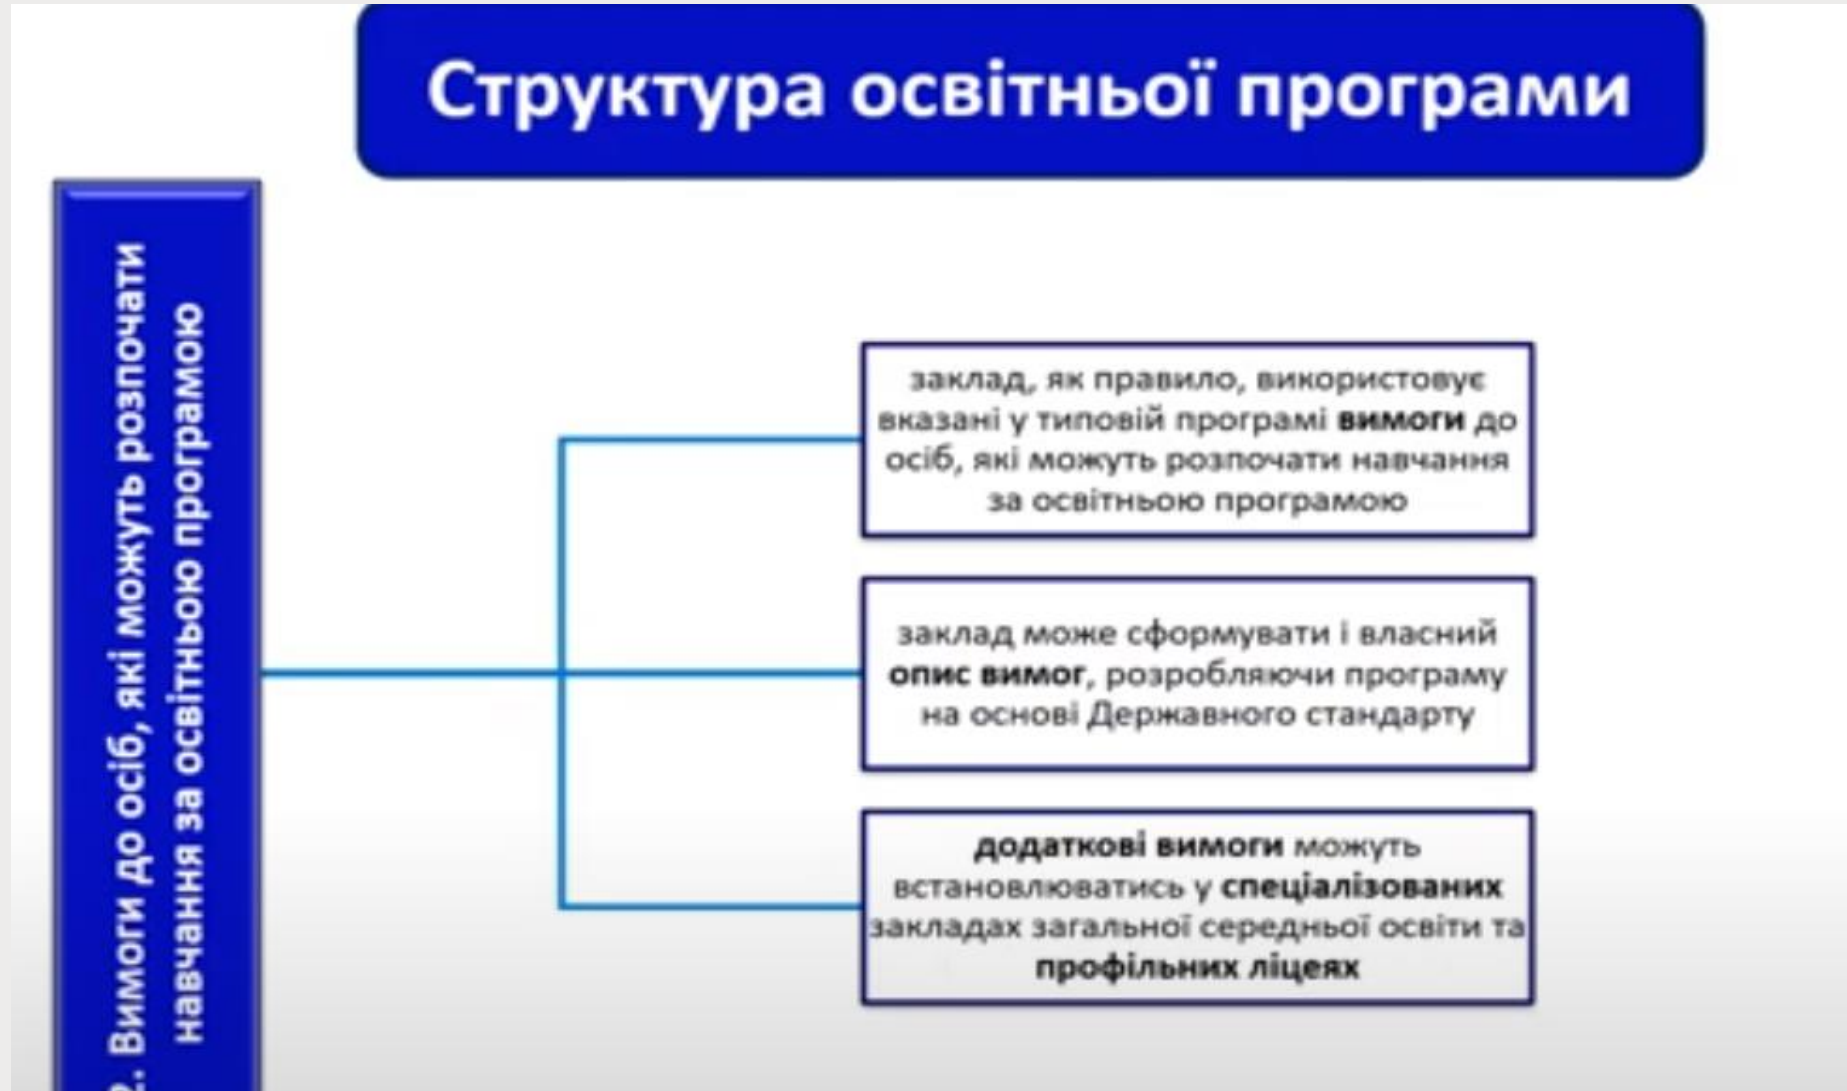 Структура освітньої програми
2. Вимоги до осіб, які можуть розпочати
навчання за освітньою програмою
заклад, як правило, використовує
вказані у типовій програмі вимоги до
осіб, які можуть розпочати навчання
за освітньою програмою
заклад може сформувати і власний
опис вимог, розробляючи програму
на основі Державного стандарту
додаткові вимоги можуть
встановлюватись у спеціалізованих
закладах загальної середньої освіти та
профільних ліцеях